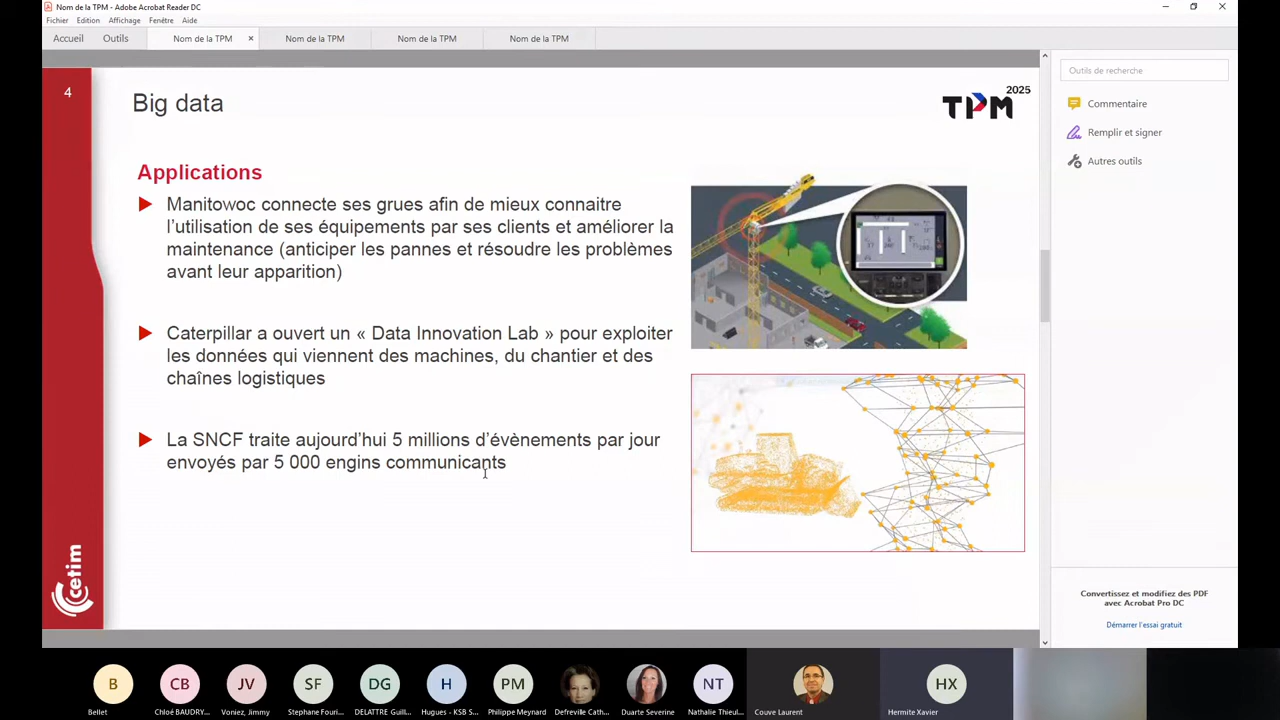 Nom de la TPM - Adobe Acrobat Reader DC
Fichier Edition Affichage Fenêtre Aide
Accueil Outils Nom de la TPM × Nom de la TPM Nom de la TPM Nom de la TPM
4
Big data
TPM 2025
Outils de recherche
Commentaire
Remplir et signer
Autres outils
Applications
Manitowoc connecte ses grues afin de mieux connaitre
l'utilisation de ses équipements par ses clients et améliorer la
maintenance (anticiper les pannes et résoudre les problèmes
avant leur apparition)
Caterpillar a ouvert un « Data Innovation Lab » pour exploiter
les données qui viennent des machines, du chantier et des
chaînes logistiques
La SNCF traite aujourd'hui 5 millions d'évènements par jour
envoyés par 5 000 engins communicants
cetim
Convertissez et modifiez des PDF
avec Acrobat Pro DC
Démarrer l'essai gratuit
B CB JV SF DG H PM NT HX
Bellet Chloé BAUDRY... Voniez, Jimmy Stephane Fouri... DELATTRE Guill... Hugues - KSB S... Philippe Meynard Defreville Cath... Duarte Severine Nathalie Thieul... Couve Laurent Hermite Xavier